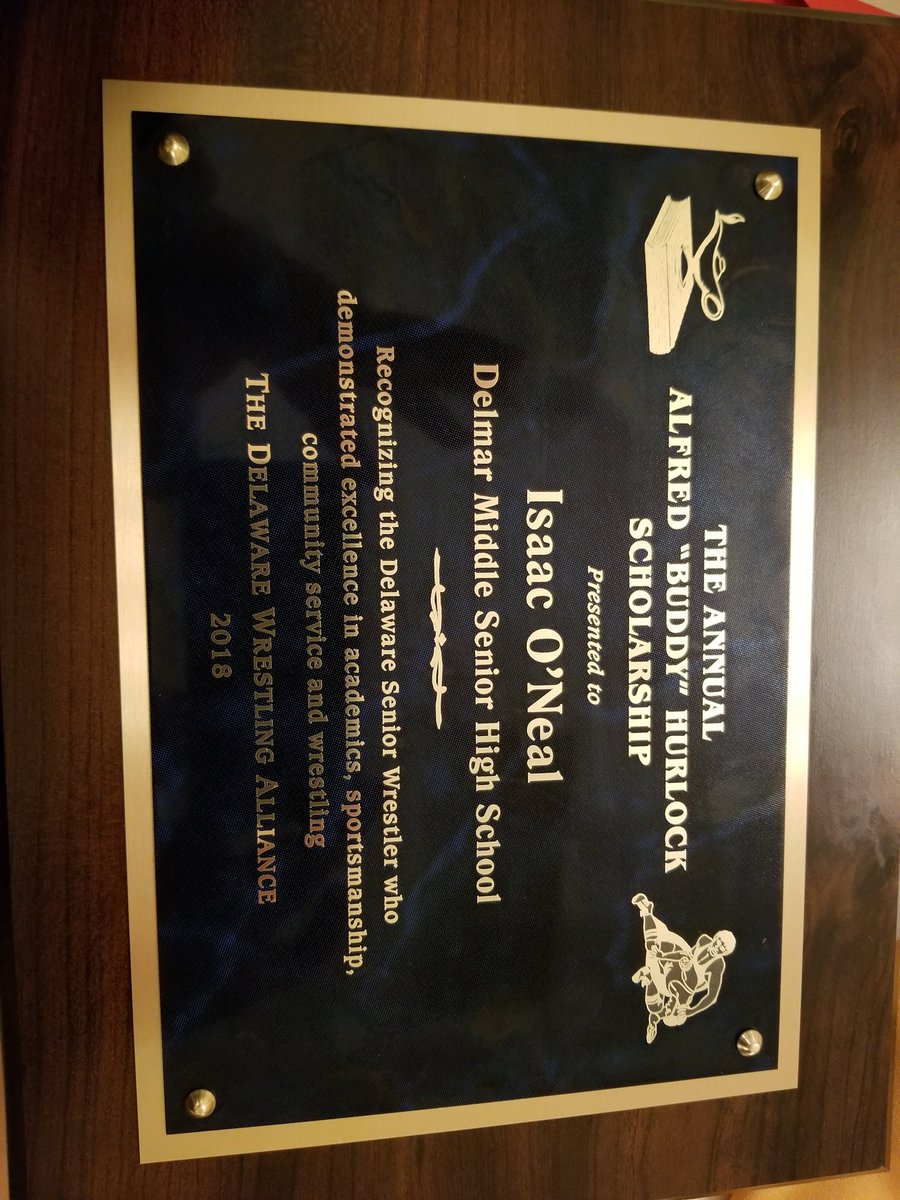 THE ANNUAL
ALFRED "BUDDY" HURLOCK
SCHOLARSHIP
Presented to
Isaac O'Neal
Delmar Middle Senior High School
Recognizing the Delaware Senior Wrestler who
demonstrated excellence in academics, sportsmanship,
community service and wrestling
THE DELAWARE WRESTLING ALLIANCE
2018